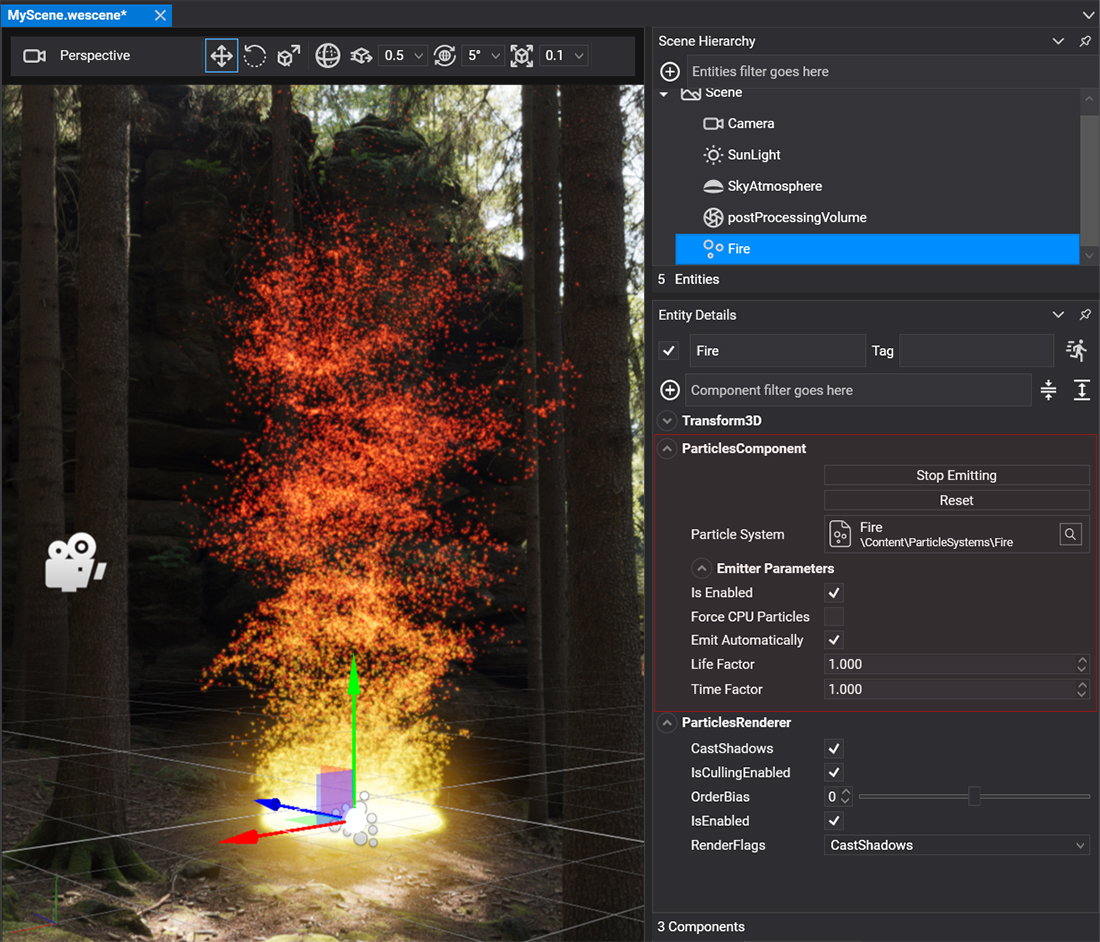 MyScene.wescene*
Perspective
0.5
5°
0.1
Scene Hierarchy
Entities filter goes here
Scene
Camera
SunLight
SkyAtmosphere
postProcessingVolume
Fire
5 Entities
Entity Details
Fire
Tag
Component filter goes here
Transform3D
ParticlesComponent
Stop Emitting
Reset
Particle System
Fire
\Content\ParticleSystems\Fire
Emitter Parameters
Is Enabled
Force CPU Particles
Emit Automatically
Life Factor 1.000
Time Factor 1.000
ParticlesRenderer
CastShadows
IsCullingEnabled
OrderBias 0
IsEnabled
RenderFlags CastShadows
3 Components